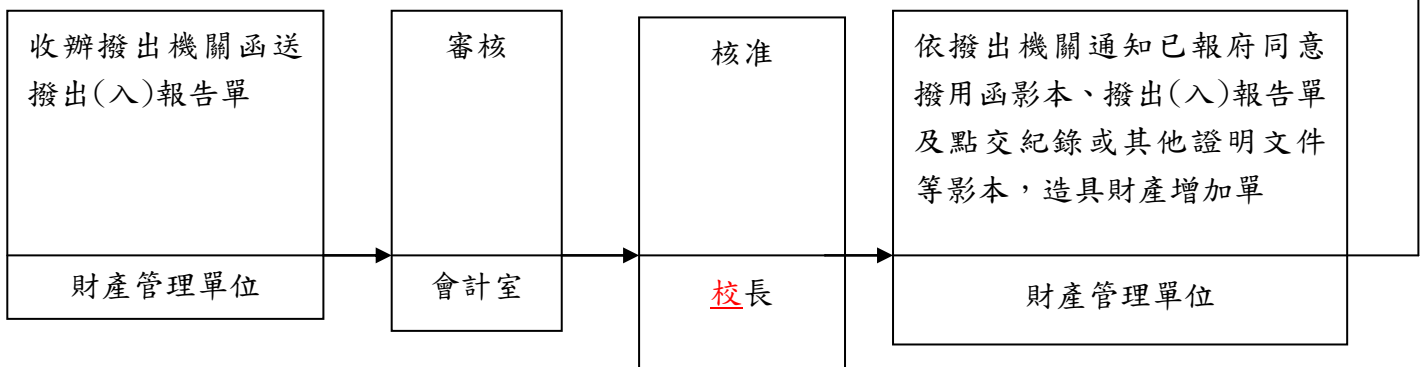 收辦撥出機關函送
撥出(入)報告單
財產管理單位
審核
會計室
核准
校長
依撥出機關通知已報府同意
撥用函影本、撥出(入)報告單
及點交紀錄或其他證明文件
等影本，造具財產增加單
財產管理單位